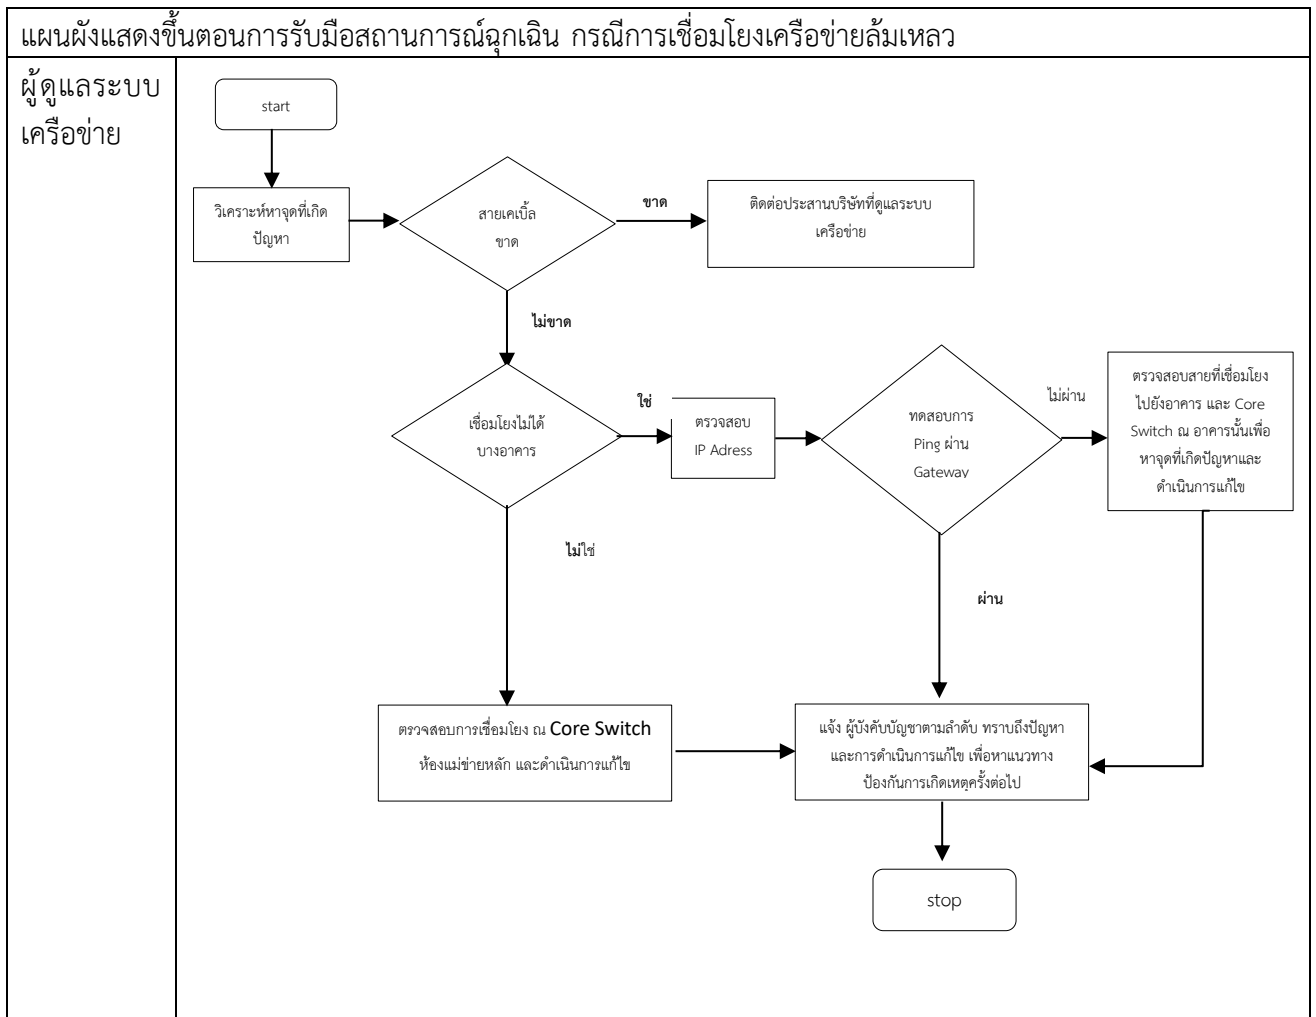 แผนผังแสดงขั้นตอนการรับมือสถานการณ์ฉุกเฉิน กรณีการเชื่อมโยงเครือข่ายล้มเหลว
ผู้ดูแลระบบ
เครือข่าย
start
วิเคราะห์หาจุดที่เกิด
ปัญหา
สายเคเบิ้ล
ขาด
ขาด
ติดต่อประสานบริษัทที่ดูแลระบบ
เครือข่าย
ไม่ขาด
เชื่อมโยงไม่ได้
บางอาคาร
ใช่
ตรวจสอบ
IP Adress
ทดสอบการ
Ping ผ่าน
Gateway
ไม่ผ่าน
ตรวจสอบสายที่เชื่อมโยง
ไปยังอาคาร และ Core
Switch ณ อาคารนั้นเพื่อ
หาจุดที่เกิดปัญหาและ
ดำเนินการแก้ไข
ไม่ใช่
ผ่าน
ตรวจสอบการเชื่อมโยง ณ Core Switch
ห้องแม่ข่ายหลัก และดำเนินการแก้ไข
แจ้ง ผู้บังคับบัญชาตามลำดับ ทราบถึงปัญหา
และการดำเนินการแก้ไข เพื่อหาแนวทาง
ป้องกันการเกิดเหตุครั้งต่อไป
stop